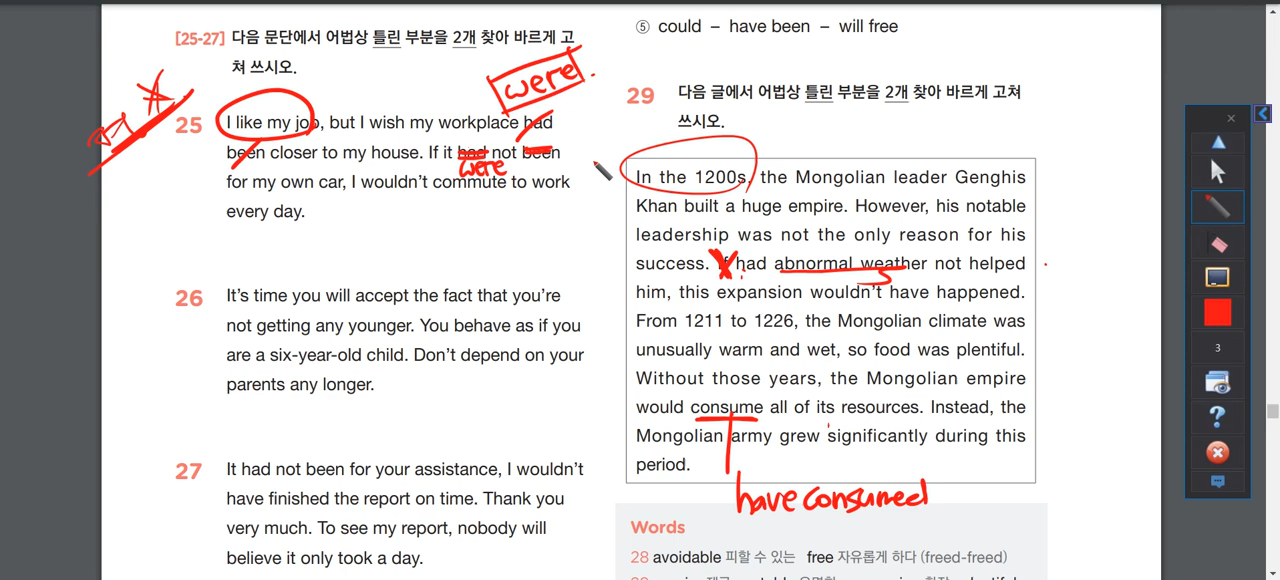 [25-27] 다음 문단에서 어법상 틀린 부분을 2개 찾아 바르게 고
쳐 쓰시오.
were.
25 I like my job, but I wish my workplace had
been closer to my house. If it had not been
were
for my own car, I wouldn't commute to work
every day.
26 It's time you will accept the fact that you're
not getting any younger. You behave as if you
are a six-year-old child. Don't depend on your
parents any longer.
27 It had not been for your assistance, I wouldn't
have finished the report on time. Thank you
very much. To see my report, nobody will
believe it only took a day.
⑤ could – have been – will free
29 다음 글에서 어법상 틀린 부분을 2개 찾아 바르게 고쳐
쓰시오.
In the 1200s, the Mongolian leader Genghis
Khan built a huge empire. However, his notable
leadership was not the only reason for his
success. If had abnormal weather not helped
him, this expansion wouldn't have happened.
From 1211 to 1226, the Mongolian climate was
unusually warm and wet, so food was plentiful.
Without those years, the Mongolian empire
would consume all of its resources. Instead, the
Mongolian army grew significantly during this
period.
have consumed
Words
28 avoidable 피할 수 있는 free 자유롭게 하다 (freed-freed)
3